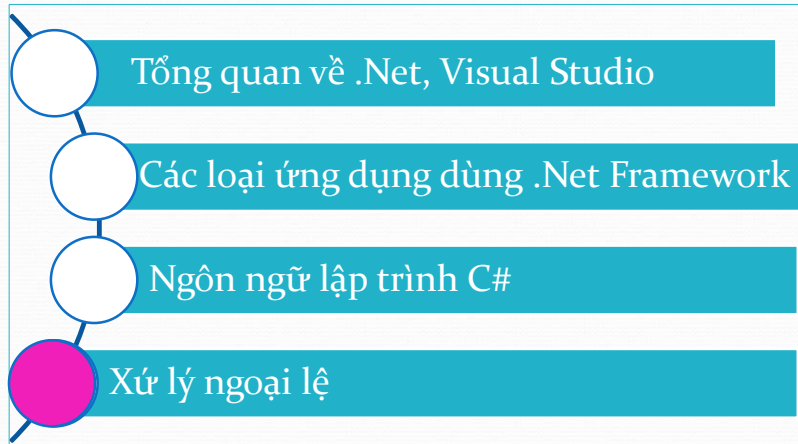 Tổng quan về .Net, Visual Studio
Các loại ứng dụng dùng .Net Framework
Ngôn ngữ lập trình C#
Xử lý ngoại lệ